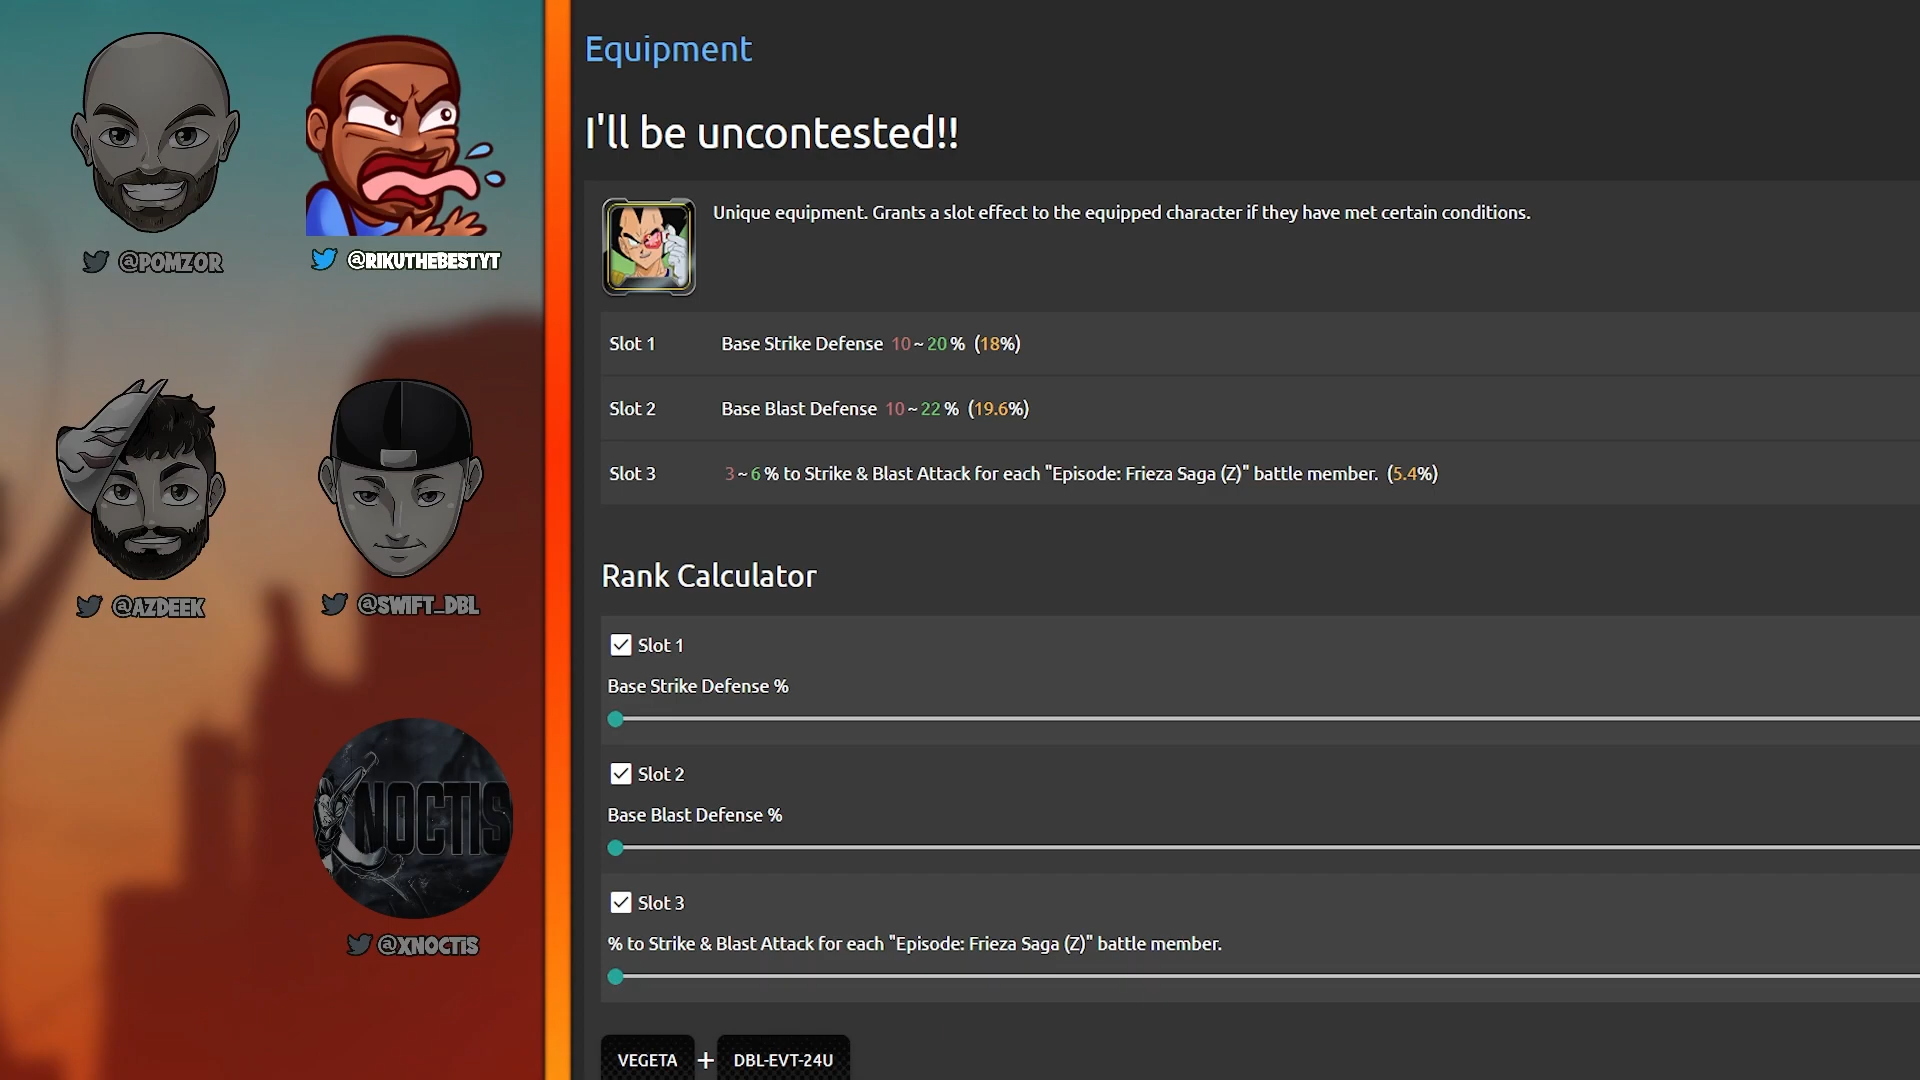 @POMZOR
@RIKUTHEBESTYT
@AZDEEK
@SWIFT_DBL
NOCTIS
@XNOCTIS
Equipment
I'll be uncontested!!
Unique equipment. Grants a slot effect to the equipped character if they have met certain conditions.
Slot 1 Base Strike Defense 10 ~ 20 % (18%)
Slot 2 Base Blast Defense 10 ~ 22 % (19.6%)
Slot 3 3 ~ 6 % to Strike & Blast Attack for each "Episode: Frieza Saga (Z)" battle member. (5.4%)
Rank Calculator
Slot 1
Base Strike Defense %
Slot 2
Base Blast Defense %
Slot 3
% to Strike & Blast Attack for each "Episode: Frieza Saga (Z)" battle member.
VEGETA + DBL-EVT-24U